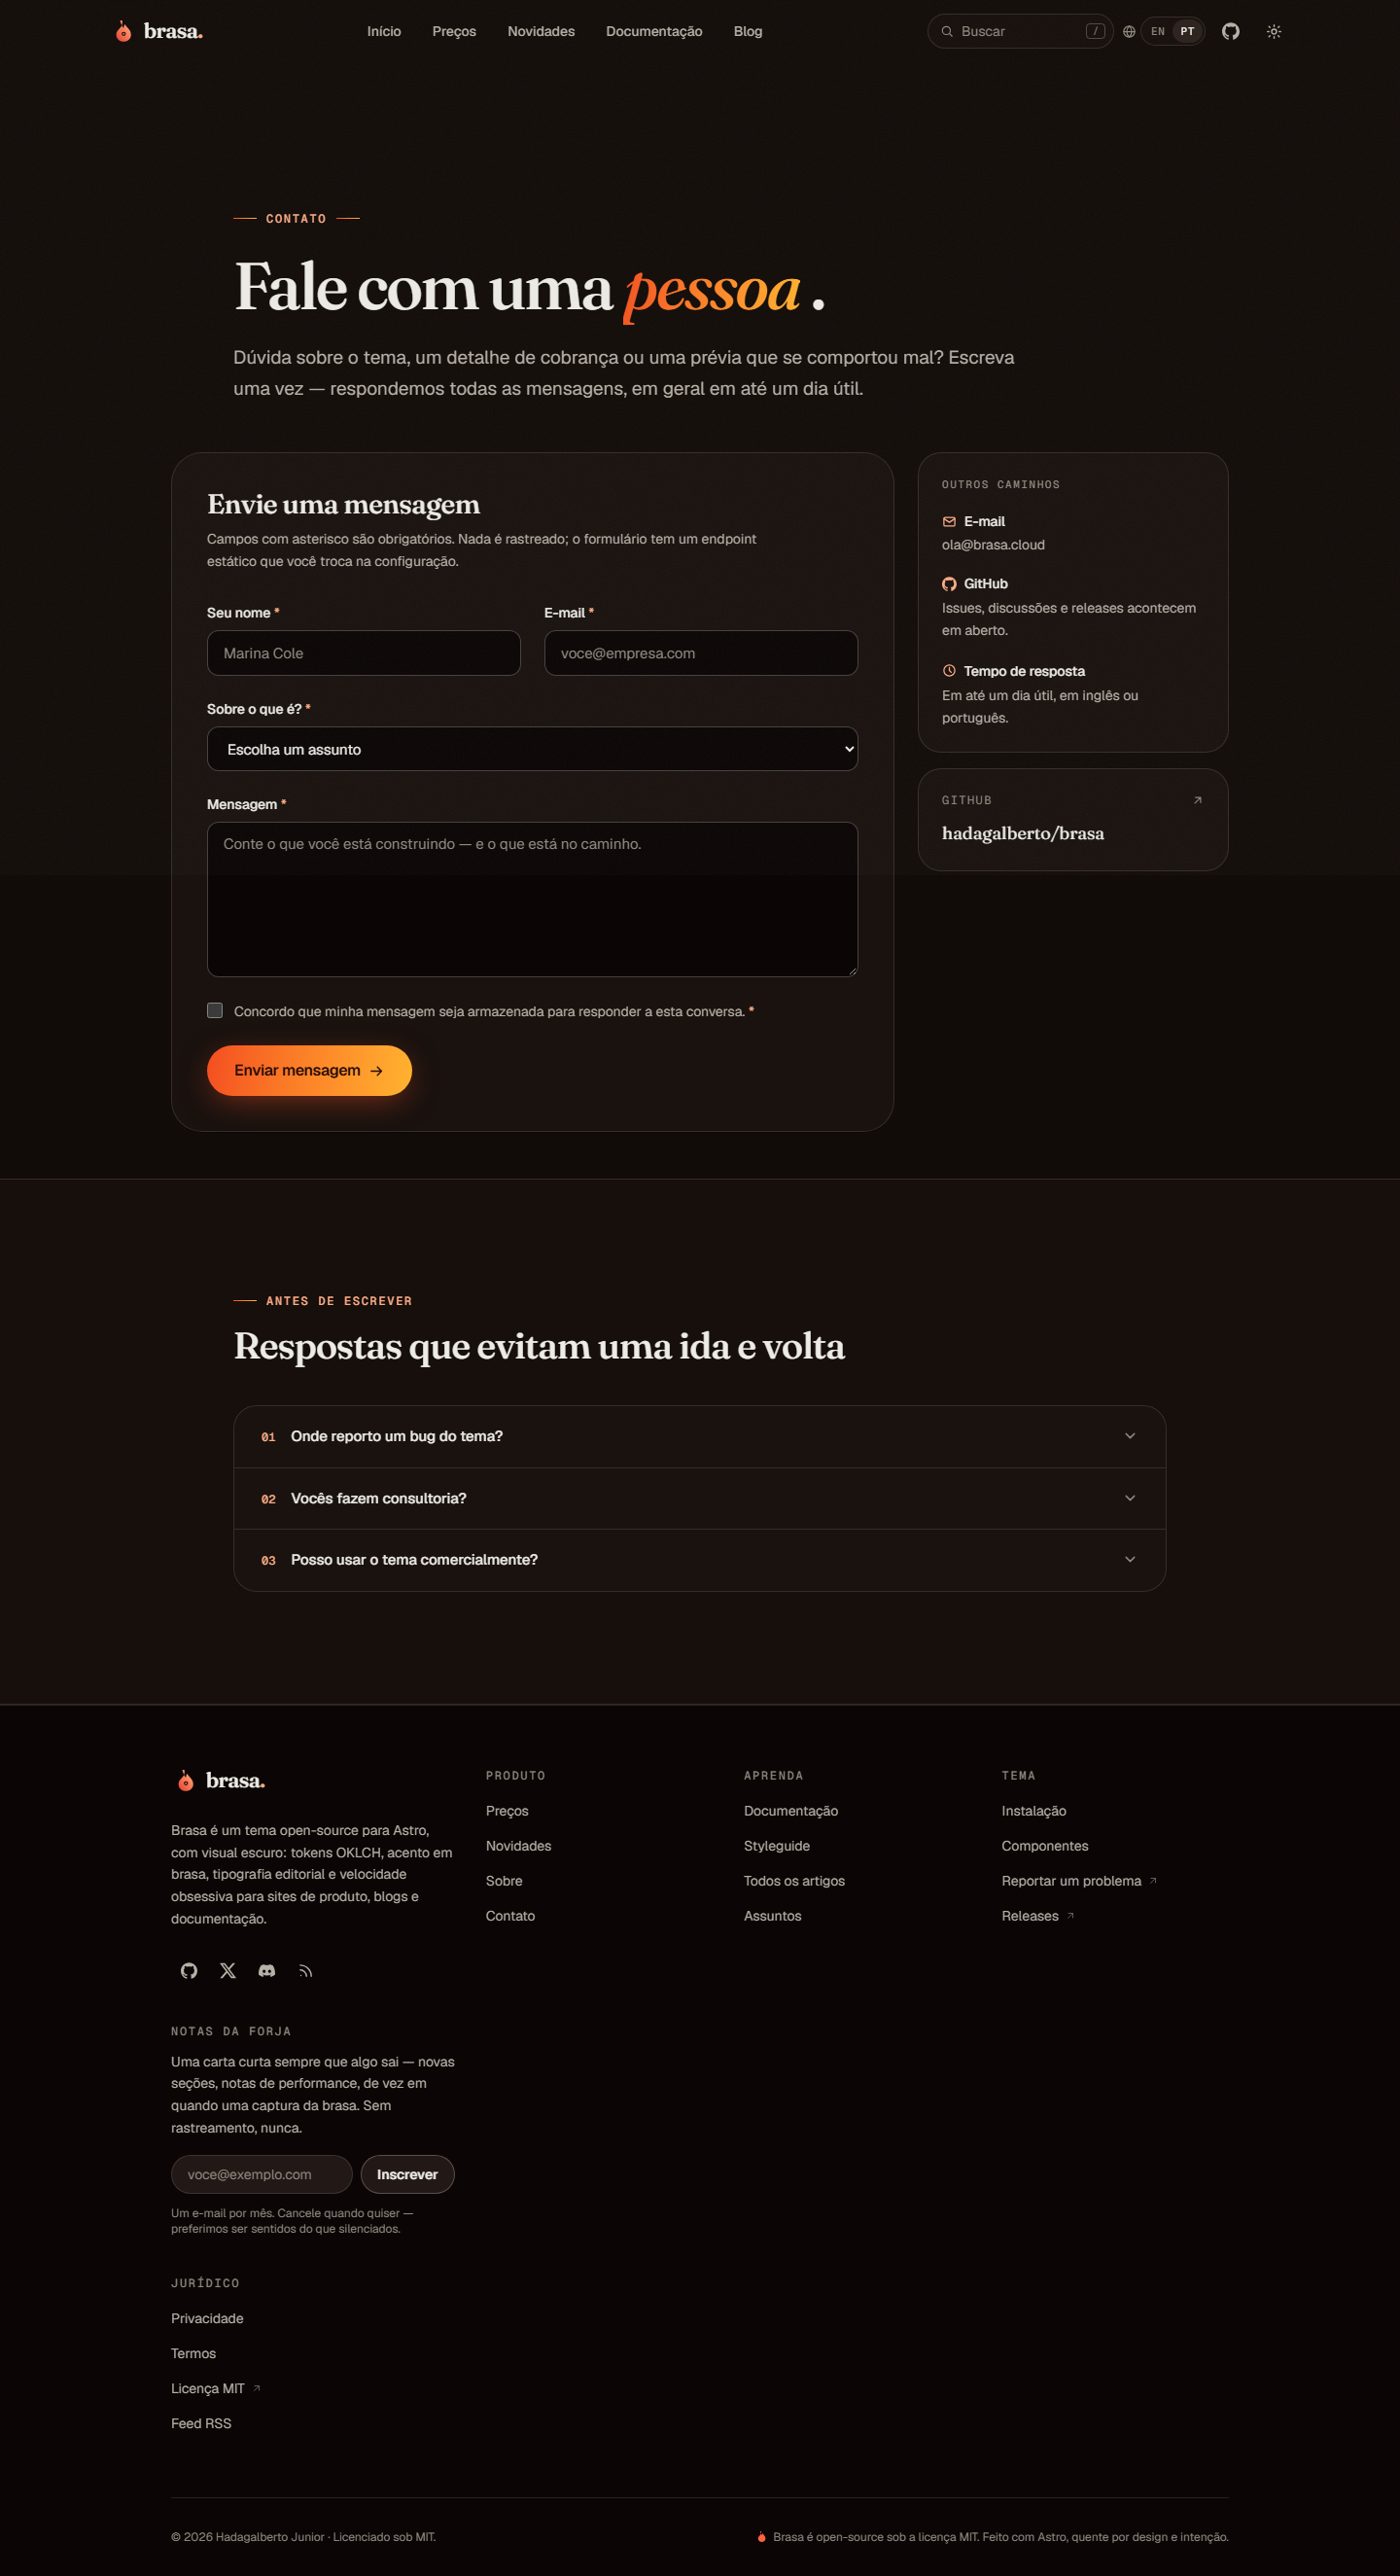 brasa.
Início Preços Novidades Documentação Blog
Buscar /
EN PT
CONTATO
Fale com uma pessoa .
Dúvida sobre o tema, um detalhe de cobrança ou uma prévia que se comportou mal? Escreva
uma vez — respondemos todas as mensagens, em geral em até um dia útil.
Envie uma mensagem
Campos com asterisco são obrigatórios. Nada é rastreado; o formulário tem um endpoint
estático que você troca na configuração.
Seu nome *
Marina Cole
E-mail *
voce@empresa.com
Sobre o que é? *
Escolha um assunto
Mensagem *
Conte o que você está construindo — e o que está no caminho.
Concordo que minha mensagem seja armazenada para responder a esta conversa. *
Enviar mensagem →
OUTROS CAMINHOS
E-mail
ola@brasa.cloud
GitHub
Issues, discussões e releases acontecem
em aberto.
Tempo de resposta
Em até um dia útil, em inglês ou
português.
GITHUB
hadagalberto/brasa
ANTES DE ESCREVER
Respostas que evitam uma ida e volta
01 Onde reporto um bug do tema?
02 Vocês fazem consultoria?
03 Posso usar o tema comercialmente?
brasa.
Brasa é um tema open-source para Astro,
com visual escuro: tokens OKLCH, acento em
brasa, tipografia editorial e velocidade
obsessiva para sites de produto, blogs e
documentação.
PRODUTO
Preços
Novidades
Sobre
Contato
APRENDA
Documentação
Styleguide
Todos os artigos
Assuntos
TEMA
Instalação
Componentes
Reportar um problema
Releases
NOTAS DA FORJA
Uma carta curta sempre que algo sai — novas
seções, notas de performance, de vez em
quando uma captura da brasa. Sem
rastreamento, nunca.
voce@exemplo.com
Inscrever
Um e-mail por mês. Cancele quando quiser —
preferimos ser sentidos do que silenciados.
JURÍDICO
Privacidade
Termos
Licença MIT
Feed RSS
© 2026 Hadagalberto Junior · Licenciado sob MIT.
Brasa é open-source sob a licença MIT. Feito com Astro, quente por design e intenção.